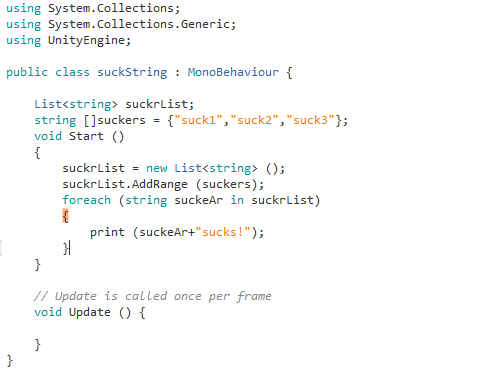 using System.Collections;
using System.Collections.Generic;
using UnityEngine;
public class suckString : MonoBehaviour {
List<string> suckrList;
string []suckers = {"suck1","suck2","suck3"};
void Start ()
{
suckrList = new List<string> ();
suckrList.AddRange (suckers);
foreach (string suckeAr in suckrList)
{
print (suckeAr+"sucks!");
}
}
// Update is called once per frame
void Update () {
}
}